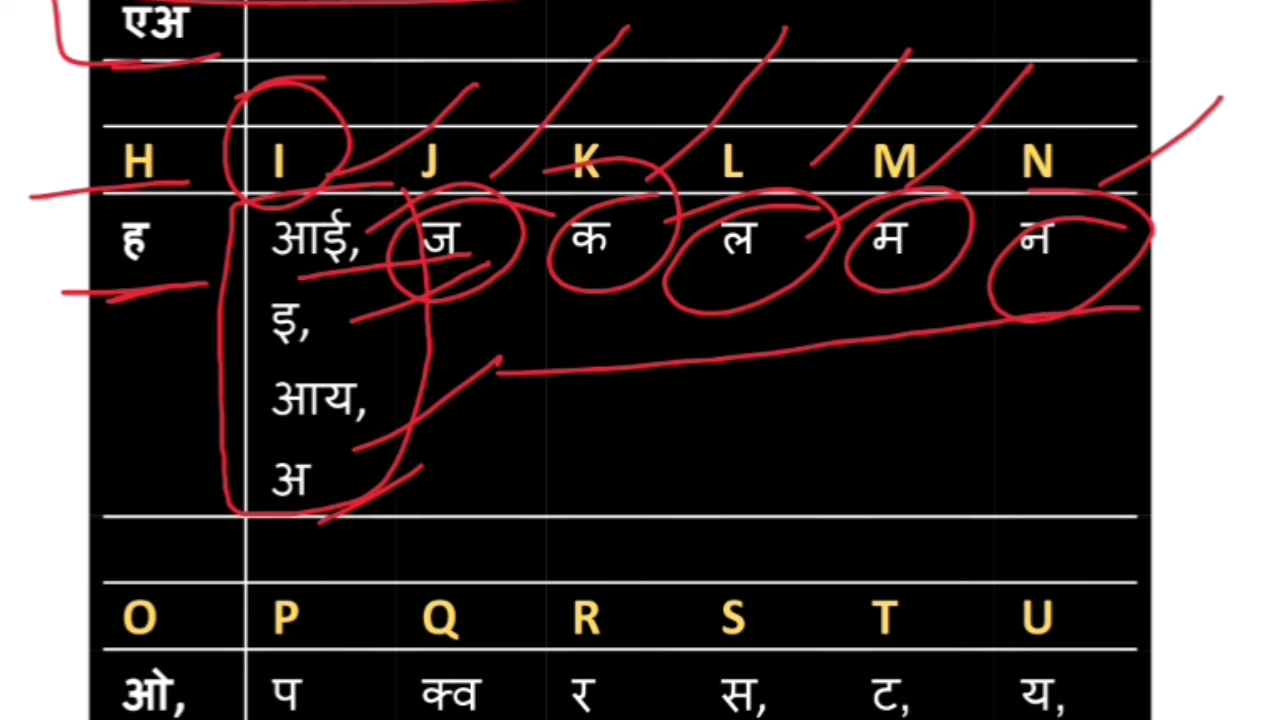 एअ
H I J K L M N
ह आई, ज क ल म न
इ,
आय,
अ
O P Q R S T U
ओ, प क्व र स, ट, य,